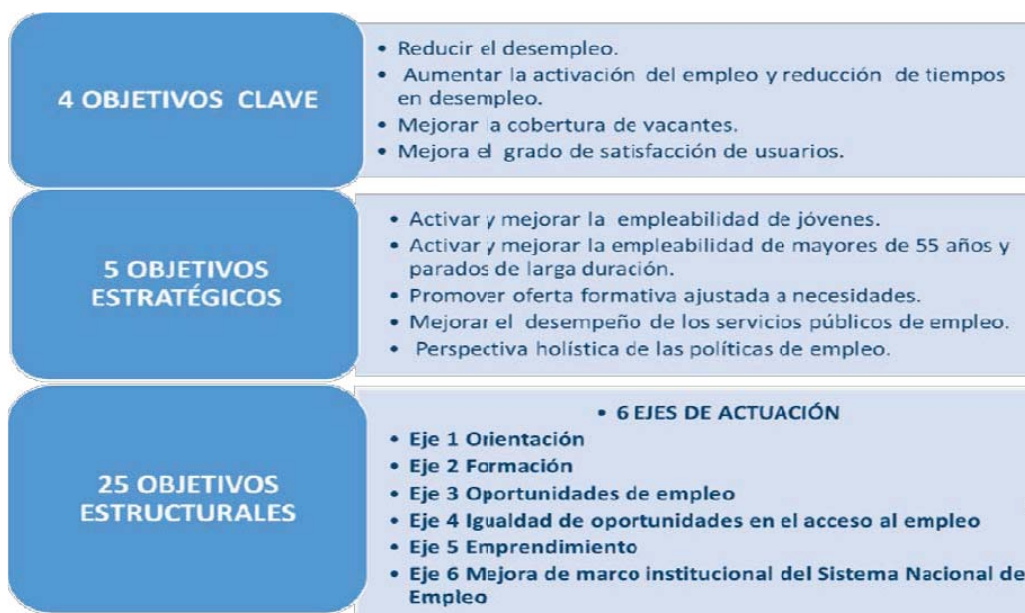 4 OBJETIVOS CLAVE
• Reducir el desempleo.
• Aumentar la activación del empleo y reducción de tiempos
en desempleo.
• Mejorar la cobertura de vacantes.
• Mejora el grado de satisfacción de usuarios.
5 OBJETIVOS
ESTRATÉGICOS
• Activar y mejorar la empleabilidad de jóvenes.
• Activar y mejorar la empleabilidad de mayores de 55 años y
parados de larga duración.
• Promover oferta formativa ajustada a necesidades.
• Mejorar el desempeño de los servicios públicos de empleo.
• Perspectiva holística de las políticas de empleo.
25 OBJETIVOS
ESTRUCTURALES
• 6 EJES DE ACTUACIÓN
• Eje 1 Orientación
• Eje 2 Formación
• Eje 3 Oportunidades de empleo
• Eje 4 Igualdad de oportunidades en el acceso al empleo
• Eje 5 Emprendimiento
• Eje 6 Mejora de marco institucional del Sistema Nacional de
Empleo